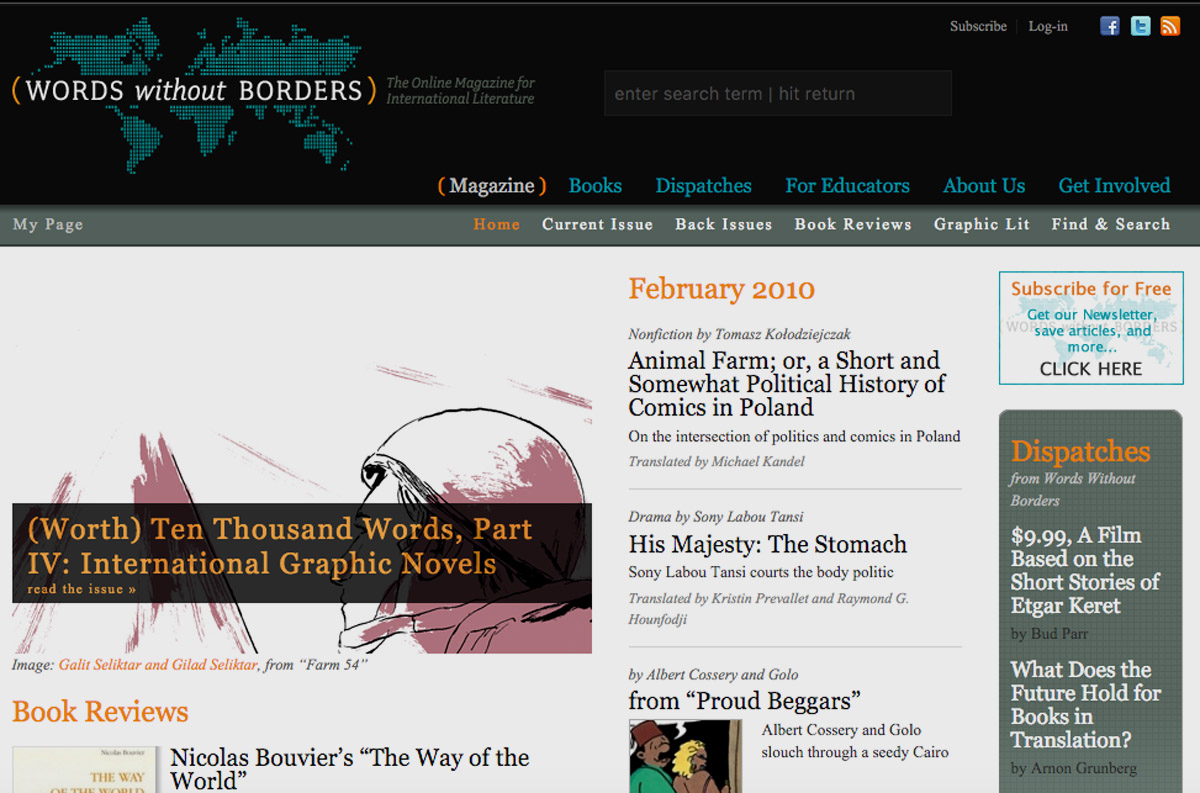 Subscribe Log-in
(WORDS without BORDERS)
The Online Magazine for
International Literature
enter search term | hit return
(Magazine) Books Dispatches For Educators About Us Get Involved
My Page Home Current Issue Back Issues Book Reviews Graphic Lit Find & Search
(Worth) Ten Thousand Words, Part
IV: International Graphic Novels
read the issue »
Image: Galit Seliktar and Gilad Seliktar, from “Farm 54”
Book Reviews
Nicolas Bouvier
THE WAY
OF THE WORLD
Nicolas Bouvier’s “The Way of the
World”
February 2010
Nonfiction by Tomasz Kołodziejczak
Animal Farm; or, a Short and
Somewhat Political History of
Comics in Poland
On the intersection of politics and comics in Poland
Translated by Michael Kandel
Drama by Sony Labou Tansi
His Majesty: The Stomach
Sony Labou Tansi courts the body politic
Translated by Kristin Prevallet and Raymond G.
Hounfodji
by Albert Cossery and Golo
from “Proud Beggars”
Albert Cossery and Golo
slouch through a seedy Cairo
Subscribe for Free
Get our Newsletter,
save articles, and
more...
(WORDS without BORDERS)
CLICK HERE
Dispatches
from Words Without
Borders
$9.99, A Film
Based on the
Short Stories of
Etgar Keret
by Bud Parr
What Does the
Future Hold for
Books in
Translation?
by Arnon Grunberg